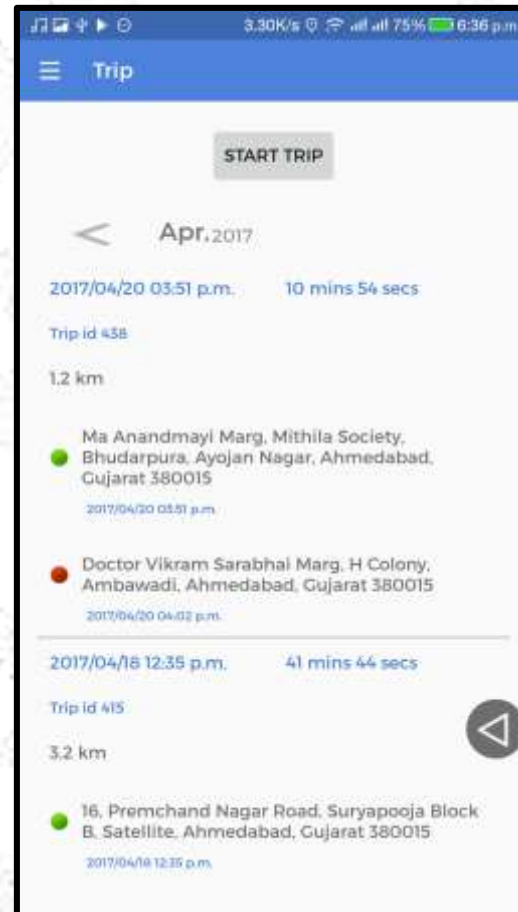 3.30K/s 75% 6:36 p.m
Trip
START TRIP
Apr.2017
2017/04/20 03:51 p.m. 10 mins 54 secs
Trip id 438
1.2 km
Ma Anandmayi Marg, Mithila Society,
Bhudarpura, Ayojan Nagar, Ahmedabad,
Gujarat 380015
2017/04/20 03:51 p.m.
Doctor Vikram Sarabhai Marg, H Colony,
Ambawadi, Ahmedabad, Gujarat 380015
2017/04/20 04:02 p.m.
2017/04/18 12:35 p.m. 41 mins 44 secs
Trip id 415
3.2 km
16, Premchand Nagar Road, Suryapooja Block
B, Satellite, Ahmedabad, Gujarat 380015
2017/04/18 12:35 p.m.